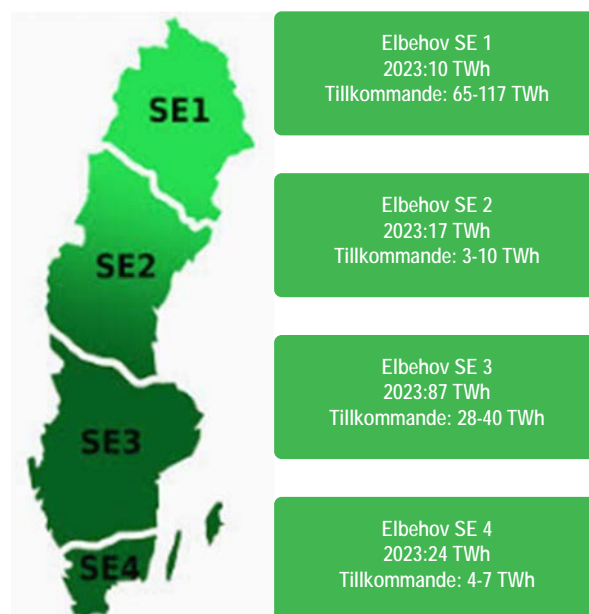 SE1
Elbehov SE 1
2023:10 TWh
Tillkommande: 65-117 TWh
SE2
Elbehov SE 2
2023:17 TWh
Tillkommande: 3-10 TWh
SE3
Elbehov SE 3
2023:87 TWh
Tillkommande: 28-40 TWh
SE4
Elbehov SE 4
2023:24 TWh
Tillkommande: 4-7 TWh